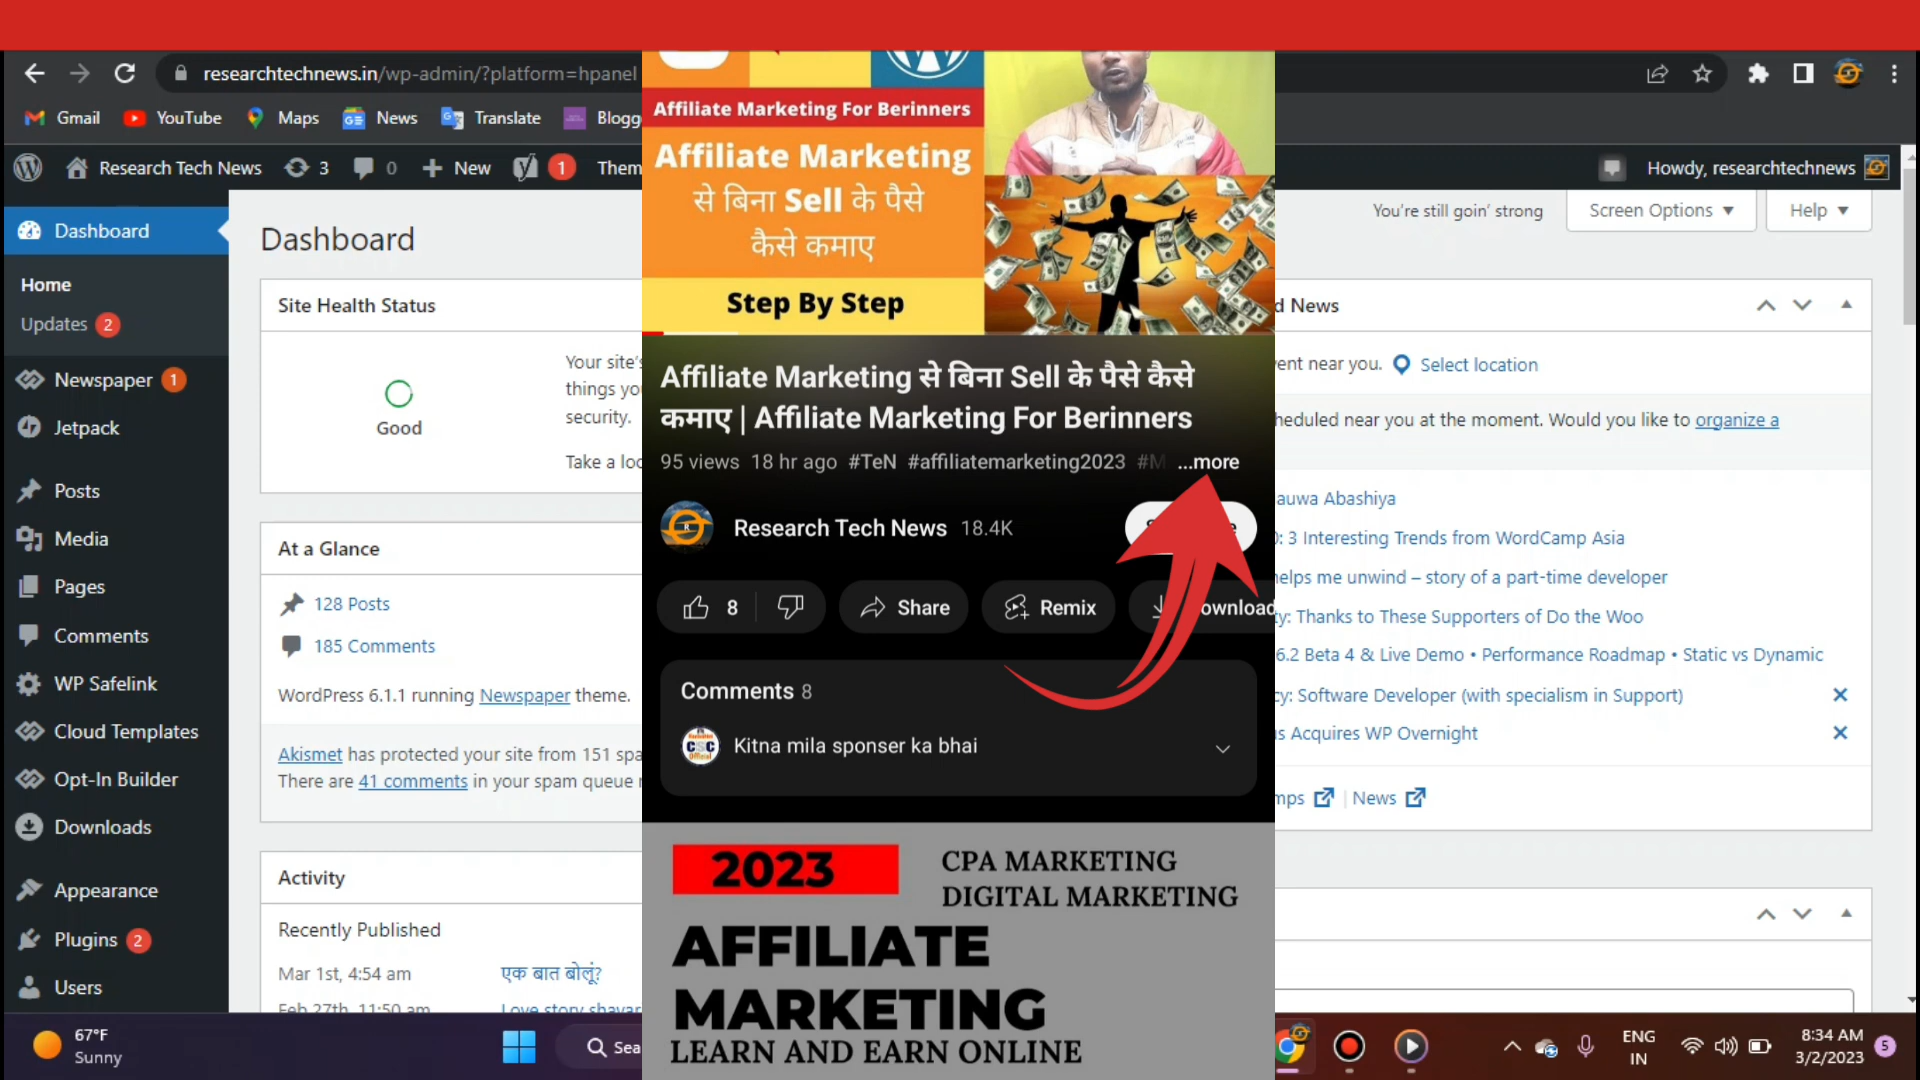 researchtechnews.in/wp-admin/?platform=hpanel
Gmail
YouTube
Maps
News
Translate
Research Tech News
3
0
New
1
Howdy, researchtechnews
Dashboard
Home
Updates 2
Newspaper 1
Jetpack
Posts
Media
Pages
Comments
WP Safelink
Cloud Templates
Opt-In Builder
Downloads
Appearance
Plugins 2
Users
You're still goin' strong
Screen Options
Help
Dashboard
Site Health Status
Good
Your
things
security.
Take a
At a Glance
128 Posts
185 Comments
WordPress 6.1.1 running Newspaper theme.
Akismet has protected your site from 151
There are 41 comments in your spam queue
Activity
Recently Published
Mar 1st, 4:54 am एक बात बोलूं?
Feb 27th, 11:50 am Love story
Affiliate Marketing For Berinners
Affiliate Marketing
से बिना Sell के पैसे
कैसे कमाए
Step By Step
Affiliate Marketing से बिना Sell के पैसे कैसे
कमाए | Affiliate Marketing For Berinners
95 views 18 hr ago #TeN #affiliatemarketing2023 ...more
Research Tech News 18.4K
8
Share
Remix
Comments 8
CSC
Kitna mila sponser ka bhai
2023
CPA MARKETING
DIGITAL MARKETING
AFFILIATE
MARKETING
LEARN AND EARN ONLINE
News
near you. Select location
near you at the moment. Would you like to organize a
Abashiya
3 Interesting Trends from WordCamp Asia
me unwind – story of a part-time developer
Thanks to These Supporters of Do the Woo
6.2 Beta 4 & Live Demo • Performance Roadmap • Static vs Dynamic
Software Developer (with specialism in Support)
Acquires WP Overnight
News
67°F
Sunny
ENG
IN
8:34 AM
3/2/2023
5